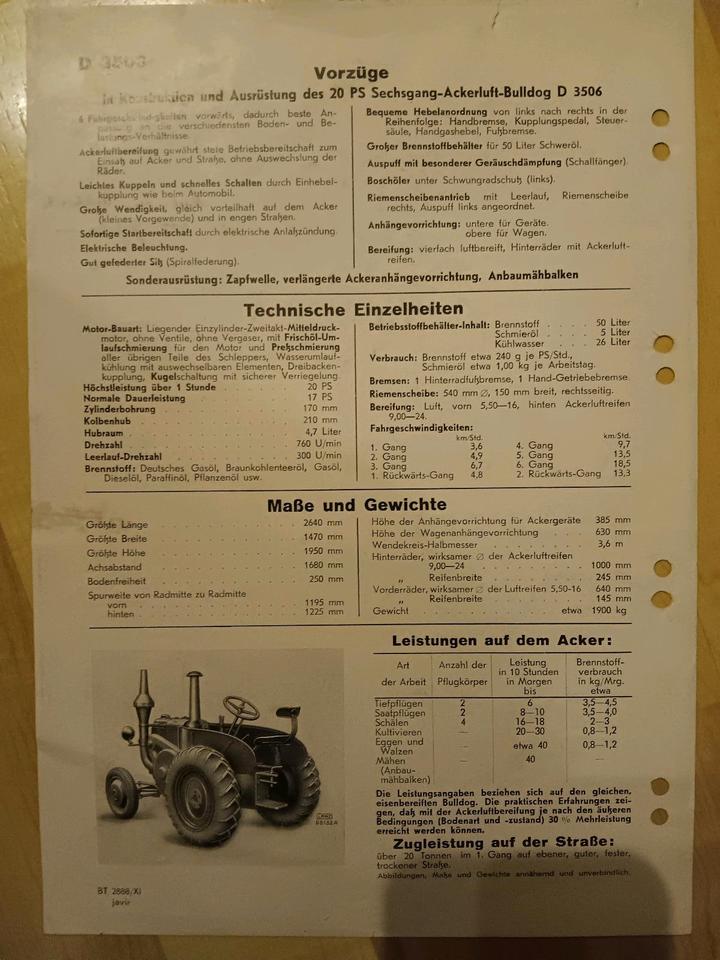 D 3506
Vorzüge
in Konstruktion und Ausrüstung des 20 PS Sechsgang-Ackerluft-Bulldog D 3506
6 Fahrgeschwindigkeiten vorwärts, dadurch beste An-
passung an die verschiedensten Boden- und Be-
lastungs-Verhältnisse.
Ackerluftbereifung gewährt stete Betriebsbereitschaft zum
Einsatz auf Acker und Straße, ohne Auswechslung der
Räder.
Leichtes Kuppeln und schnelles Schalten durch Einhebel-
kupplung wie beim Automobil.
Große Wendigkeit, gleich vorteilhaft auf dem Acker
(kleines Vorgewende) und in engen Straßen.
Sofortige Startbereitschaft durch elektrische Anlaßzündung.
Elektrische Beleuchtung.
Gut gefederter Sitz (Spiralfederung).
Bequeme Hebelanordnung von links nach rechts in der
Reihenfolge: Handbremse, Kupplungspedal, Steuer-
säule, Handgashebel, Fußbremse.
Großer Brennstoffbehälter für 50 Liter Schweröl.
Auspuff mit besonderer Geräuschdämpfung (Schallfänger).
Boschöler unter Schwungradschutz (links).
Riemenscheibenantrieb mit Leerlauf, Riemenscheibe
rechts, Auspuff links angeordnet.
Anhängevorrichtung: untere für Geräte.
obere für Wagen.
Bereifung: vierfach luftbereift, Hinterräder mit Ackerluft-
reifen.
Sonderausrüstung: Zapfwelle, verlängerte Ackeranhängevorrichtung, Anbaumähbalken
Technische Einzelheiten
Motor-Bauart: Liegender Einzylinder-Zweitakt-Mitteldruck-
motor, ohne Ventile, ohne Vergaser, mit Frischöl-Um-
laufschmierung für den Motor und Preßschmierung
aller übrigen Teile des Schleppers, Wasserumlauf-
kühlung mit auswechselbaren Elementen, Dreibacken-
kupplung, Kugelschaltung mit sicherer Verriegelung.
Höchstleistung über 1 Stunde . . . . . 20 PS
Normale Dauerleistung . . . . . 17 PS
Zylinderbohrung . . . . . 170 mm
Kolbenhub . . . . . 210 mm
Hubraum . . . . . 4,7 Liter
Drehzahl . . . . . 760 U/min
Leerlauf-Drehzahl . . . . . 300 U/min
Brennstoff: Deutsches Gasöl, Braunkohlenteeröl, Gasöl,
Dieselöl, Paraffinöl, Pflanzenöl usw.
Betriebsstoffbehälter-Inhalt: Brennstoff . . . . 50 Liter
Schmieröl . . . . 5 Liter
Kühlwasser . . . . 26 Liter
Verbrauch: Brennstoff etwa 240 g je PS/Std.,
Schmieröl etwa 1,00 kg je Arbeitstag.
Bremsen: 1 Hinterradfußbremse, 1 Hand-Getriebebremse.
Riemenscheibe: 540 mm ∅, 150 mm breit, rechtsseitig.
Bereifung: Luft, vorn 5,50—16, hinten Ackerluftreifen
9,00—24.
Fahrgeschwindigkeiten:
km/Std. km/Std.
1. Gang 3,6 4. Gang 9,7
2. Gang 4,9 5. Gang 13,5
3. Gang 6,7 6. Gang 18,5
1. Rückwärts-Gang 4,8 2. Rückwärts-Gang 13,3
Maße und Gewichte
Größte Länge . . . . . 2640 mm
Größte Breite . . . . . 1470 mm
Größte Höhe . . . . . 1950 mm
Achsabstand . . . . . 1680 mm
Bodenfreiheit . . . . . 250 mm
Spurweite von Radmitte zu Radmitte
vorn . . . . . 1195 mm
hinten . . . . . 1225 mm
Höhe der Anhängevorrichtung für Ackergeräte 385 mm
Höhe der Wagenanhängevorrichtung . . . 630 mm
Wendekreis-Halbmesser . . . . . 3,6 m
Hinterräder, wirksamer ∅ der Ackerluftreifen
9,00—24 . . . . . 1000 mm
„ Reifenbreite . . . . . 245 mm
Vorderräder, wirksamer ∅ der Luftreifen 5,50-16 640 mm
„ Reifenbreite . . . . . 145 mm
Gewicht . . . . . etwa 1900 kg
Leistungen auf dem Acker:
Art der Arbeit | Anzahl der Pflugkörper | Leistung in 10 Stunden in Morgen bis | Brennstoff-verbrauch in kg/Mrg. etwa
Tiefpflügen 2 6 3,5—4,5
Saatpflügen 2 8—10 3,5—4,0
Schälen 4 16—18 2—3
Kultivieren — 20—30 0,8—1,2
Eggen und
Walzen — etwa 40 0,8—1,2
Mähen — 40 —
(Anbau-
mähbalken)
Die Leistungsangaben beziehen sich auf den gleichen,
eisenbereiften Bulldog. Die praktischen Erfahrungen zei-
gen, daß mit der Ackerluftbereifung je nach den äußeren
Bedingungen (Bodenart und -zustand) 30 % Mehrleistung
erreicht werden können.
Zugleistung auf der Straße:
über 20 Tonnen im 1. Gang auf ebener, guter, fester,
trockener Straße.
Abbildungen, Maße und Gewichte annähernd und unverbindlich.
LANZ
BT 2888/XI
javir